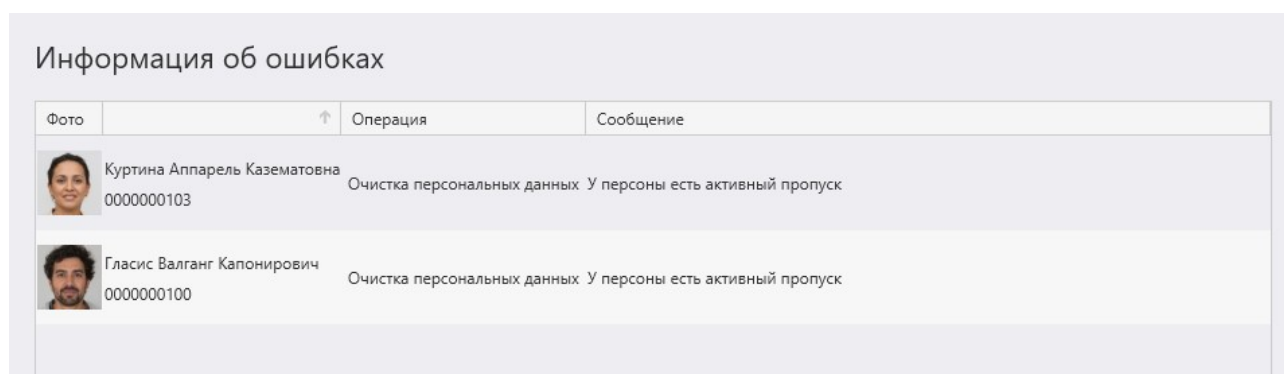 Информация об ошибках
Фото Операция Сообщение
Куртина Аппарель Казематовна
0000000103
Очистка персональных данных У персоны есть активный пропуск
Гласис Валганг Капонирович
0000000100
Очистка персональных данных У персоны есть активный пропуск